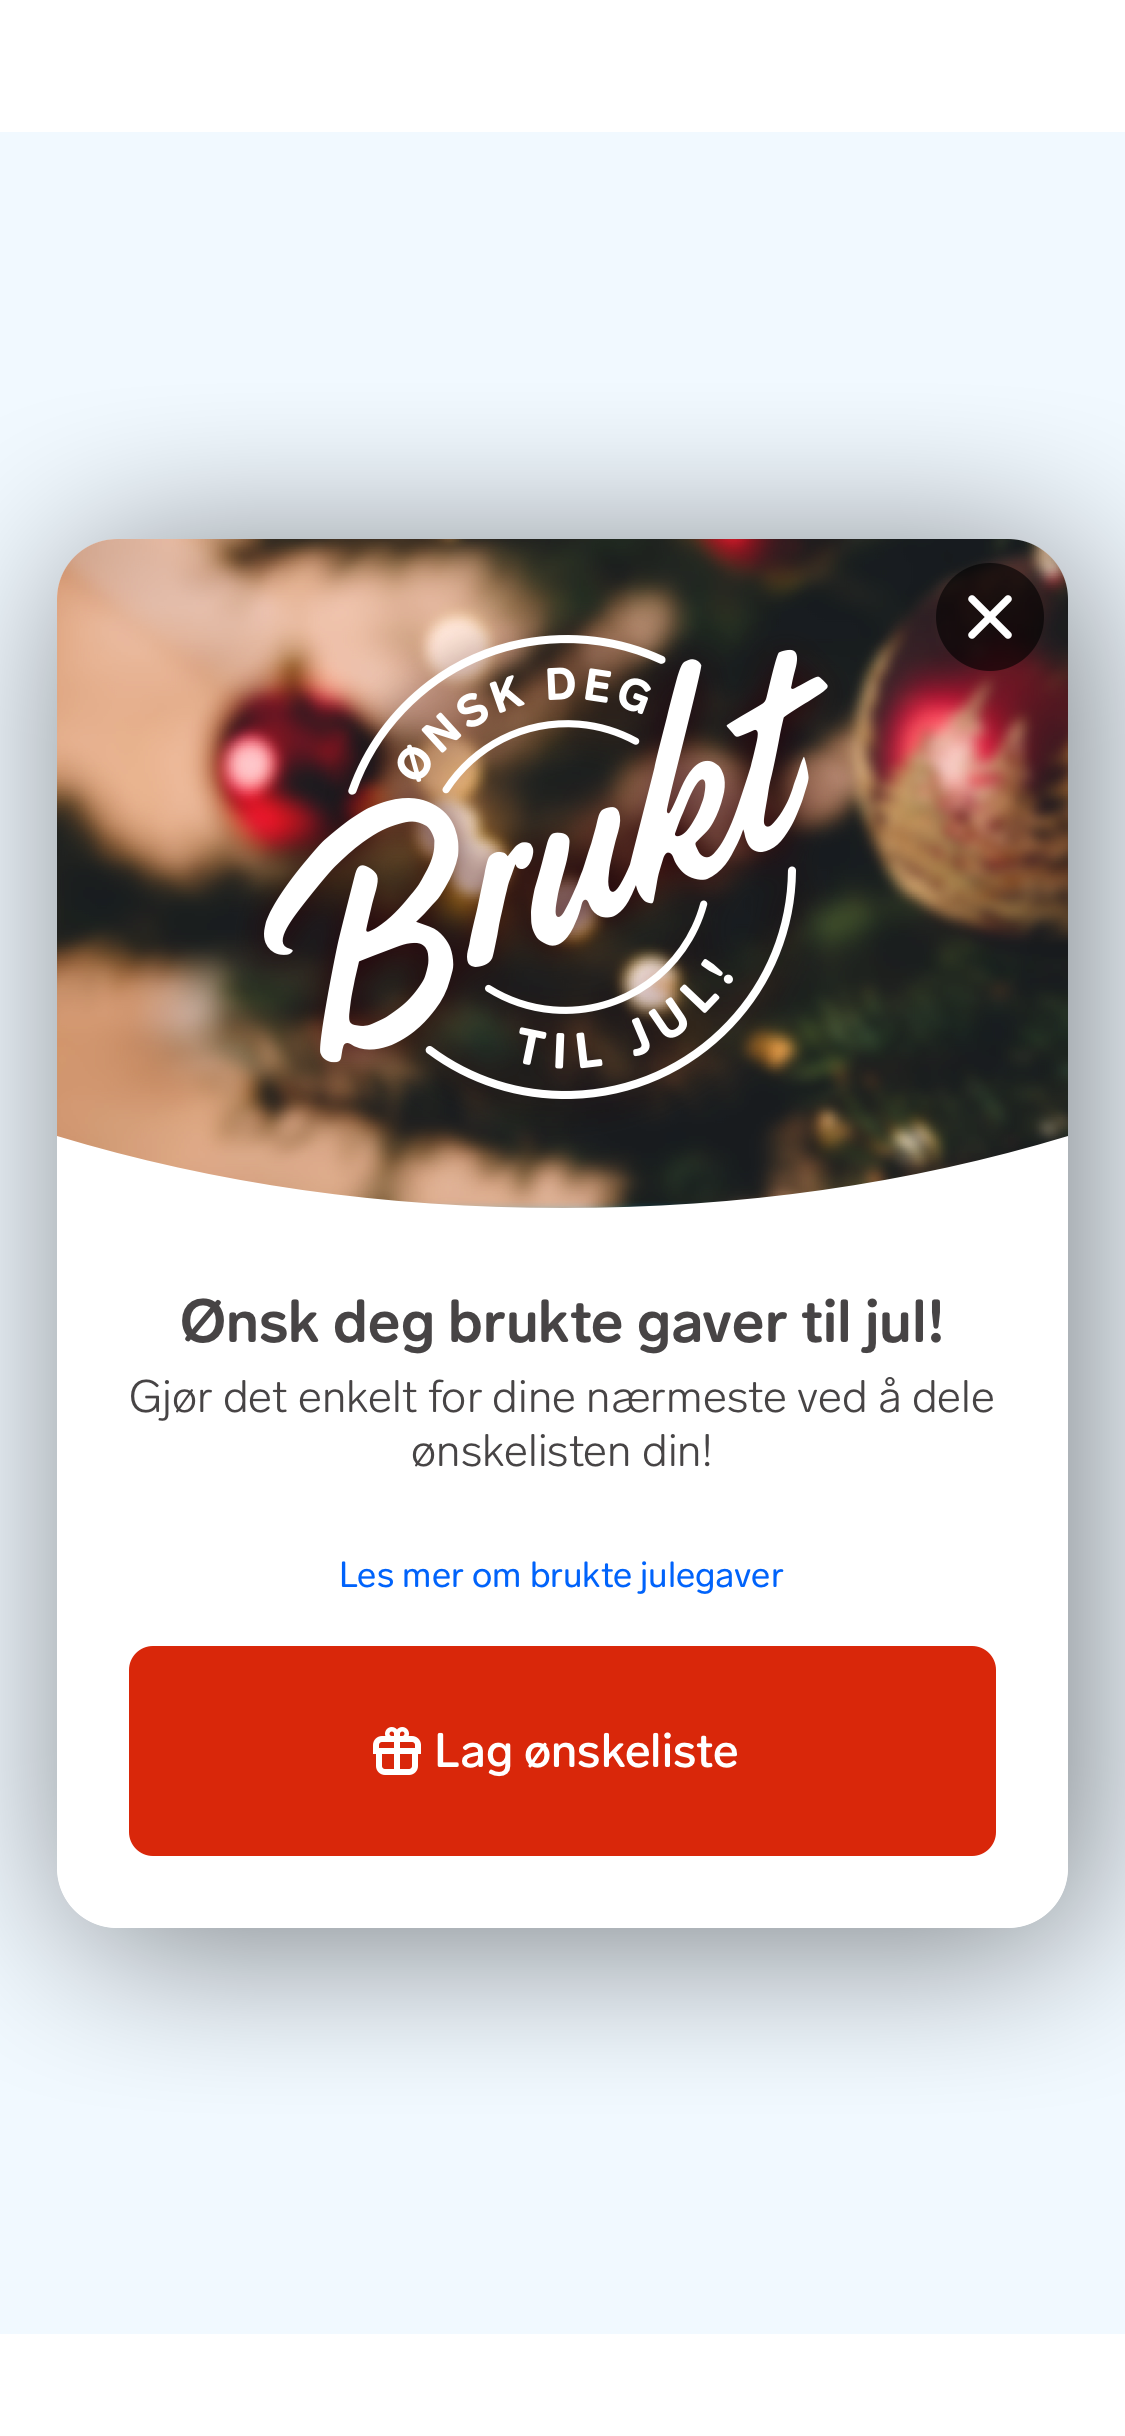 ØNSK DEG
Brukt
TIL JUL!
Ønsk deg brukte gaver til jul!
Gjør det enkelt for dine nærmeste ved å dele
ønskelisten din!
Les mer om brukte julegaver
Lag ønskeliste